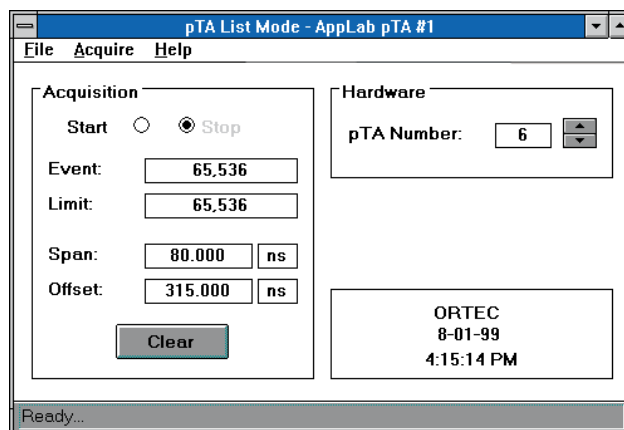 pTA List Mode - AppLab pTA #1
File Acquire Help
Acquisition
Start Stop
Event: 65,536
Limit: 65,536
Span: 80.000 ns
Offset: 315.000 ns
Clear
Hardware
pTA Number: 6
ORTEC
8-01-99
4:15:14 PM
Ready...